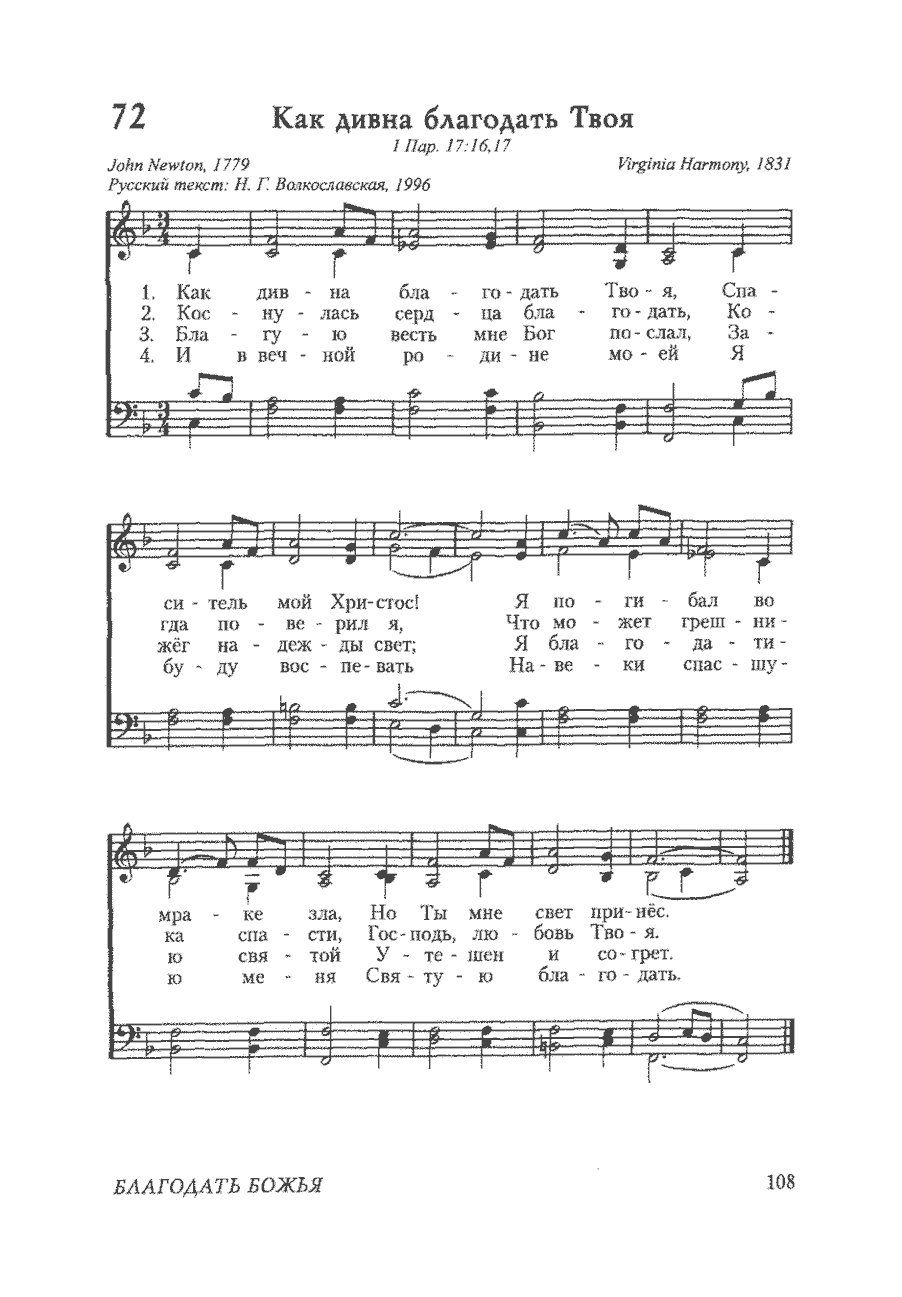 72 Как дивна благодать Твоя
1 Пар. 17:16,17
John Newton, 1779 Virginia Harmony, 1831
Русский текст: Н. Г. Волкославская, 1996
1. Как див - на бла - го - дать Тво - я, Спа -
2. Кос - ну - лась серд - ца бла - го - дать, Ко -
3. Бла - гу - ю весть мне Бог по - слал, За -
4. И в веч - ной ро - ди - не мо - ей Я
си - тель мой Хри - стос! Я по - ги - бал во
гда по - ве - рил я, Что мо - жет греш - ни -
жёг на - деж - ды свет; Я бла - го - да - ти -
бу - ду вос - пе - вать На - ве - ки спас - шу -
мра - ке зла, Но Ты мне свет при - нёс.
ка спа - сти, Гос - подь, лю - бовь Тво - я.
ю свя - той У - те - шен и со - грет.
ю ме - ня Свя - ту - ю бла - го - дать.
БЛАГОДАТЬ БОЖЬЯ 108